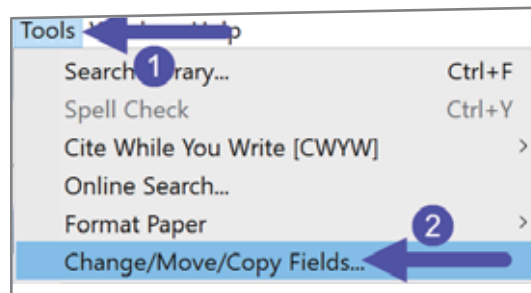 Tools
1
Search
Ctrl+F
Spell Check Ctrl+Y
Cite While You Write [CWYW] >
Online Search...
Format Paper >
2
Change/Move/Copy Fields...